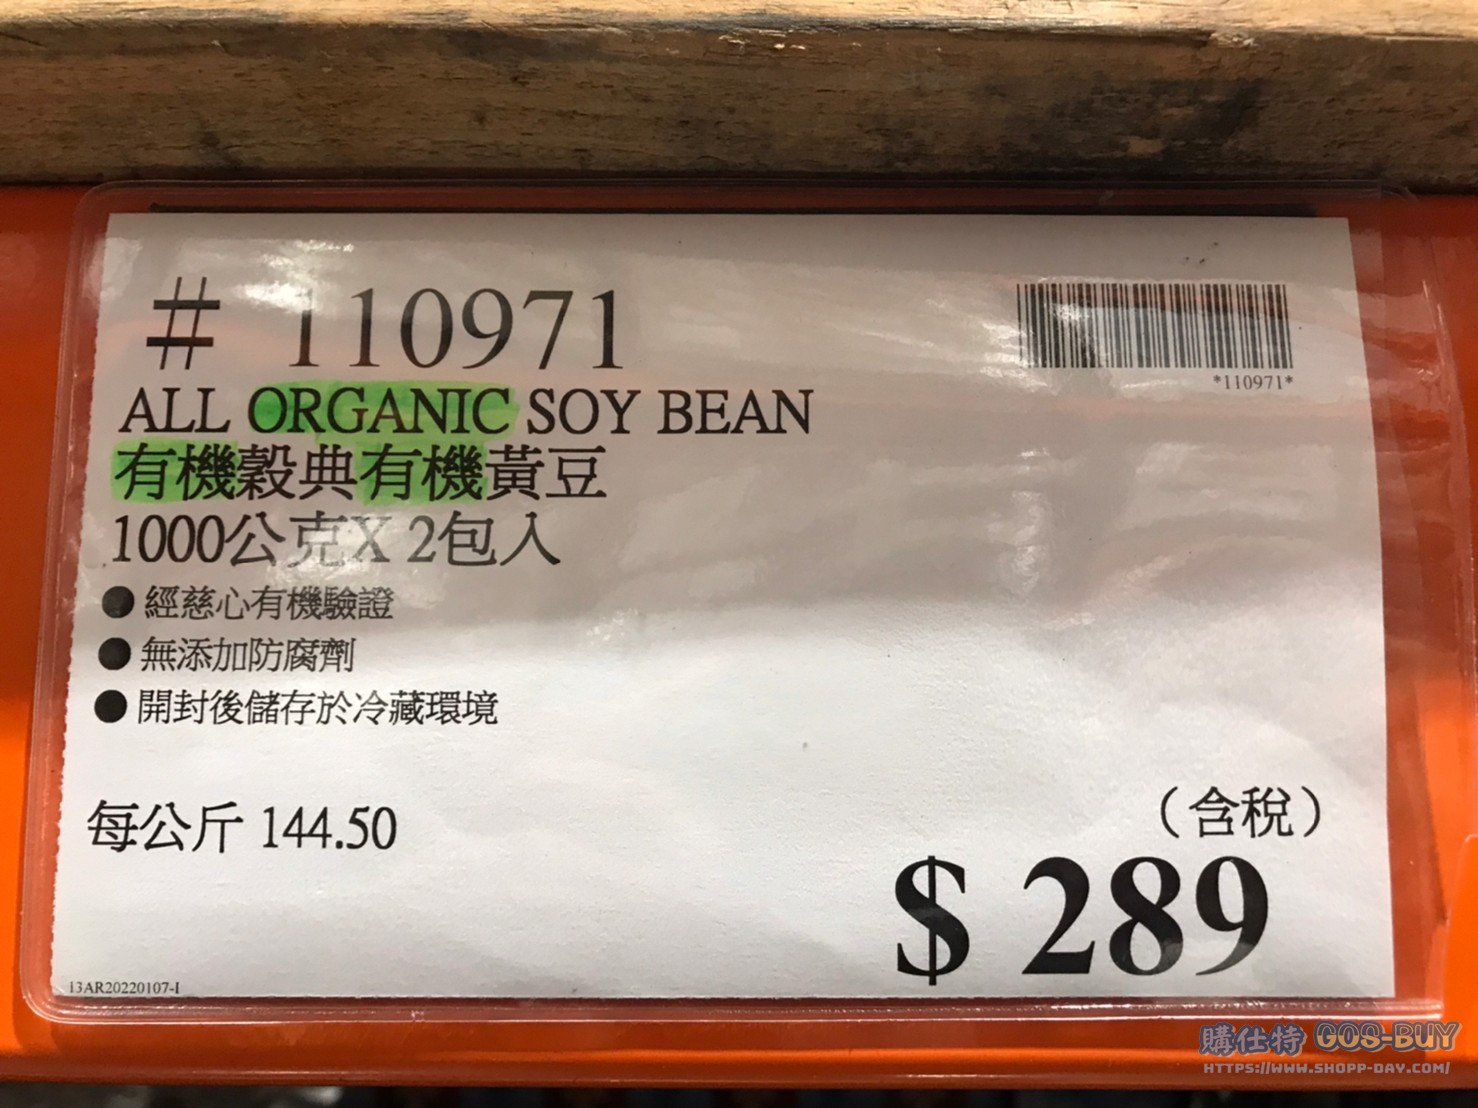 # 110971
*110971*
ALL ORGANIC SOY BEAN
有機穀典有機黃豆
1000公克X 2包入
● 經慈心有機驗證
● 無添加防腐劑
● 開封後儲存於冷藏環境
每公斤 144.50
（含稅）
$ 289
13AR20220107-I
購仕特 GOS-BUY
HTTPS://WWW.SHOPP-DAY.COM/